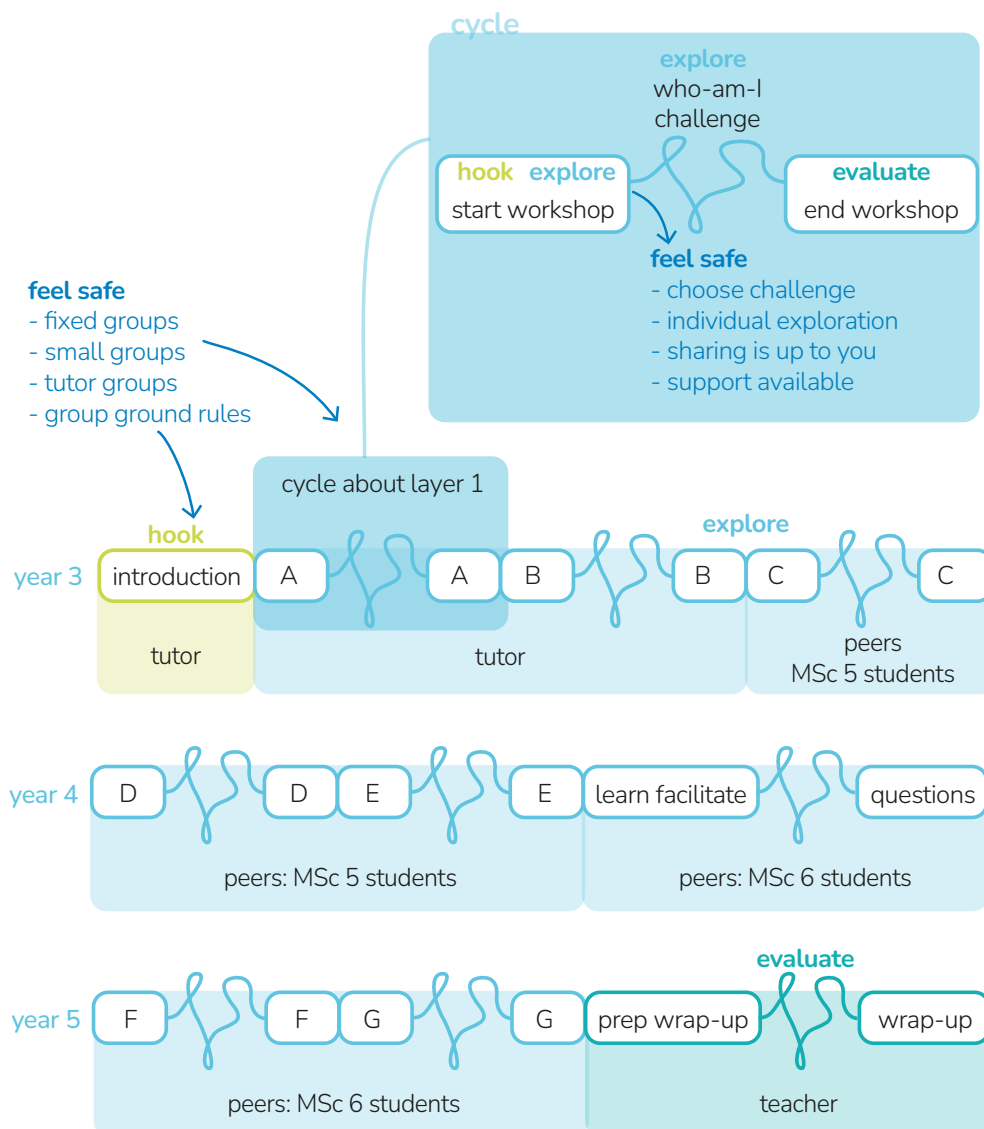 cycle
explore
who-am-I
challenge
hook explore
start workshop
evaluate
end workshop
feel safe
- choose challenge
- individual exploration
- sharing is up to you
- support available
feel safe
- fixed groups
- small groups
- tutor groups
- group ground rules
cycle about layer 1
hook
explore
year 3
introduction
A
A
B
B
C
C
tutor
tutor
peers
MSc 5 students
year 4
D
D
E
E
learn facilitate
questions
peers: MSc 5 students
peers: MSc 6 students
evaluate
year 5
F
F
G
G
prep wrap-up
wrap-up
peers: MSc 6 students
teacher